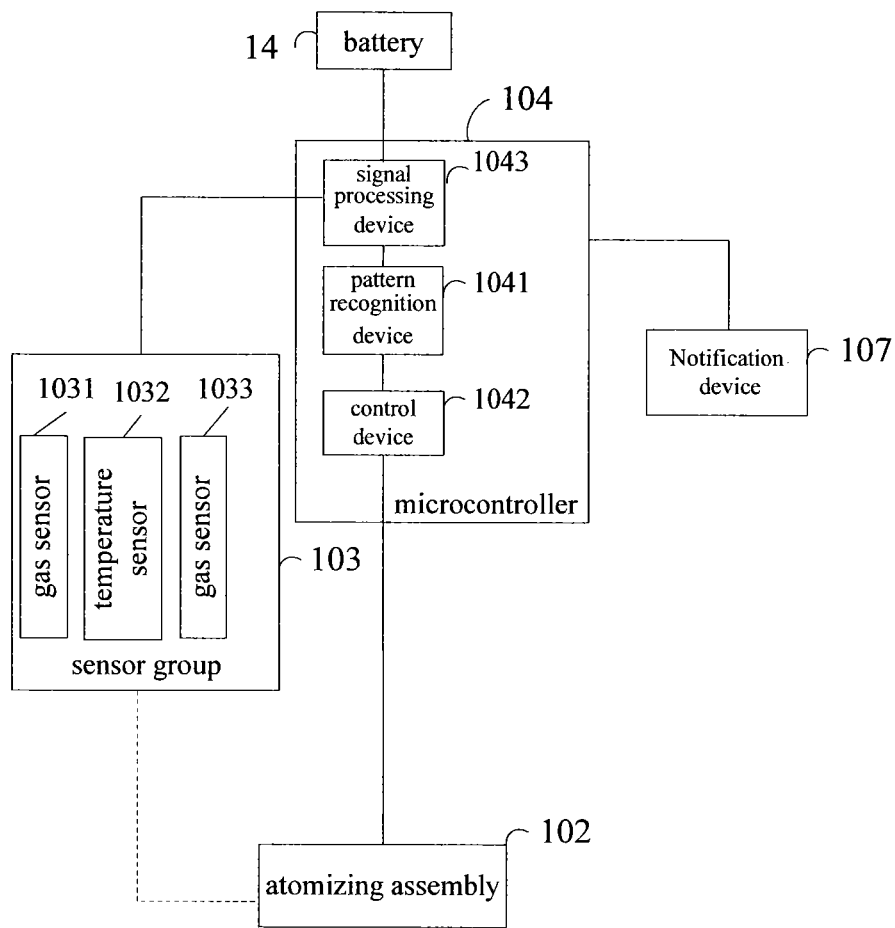 14
battery
104
signal
processing
device
1043
pattern
recognition
device
1041
Notification
device
107
control
device
1042
microcontroller
1031
1032
1033
gas sensor
temperature
sensor
gas sensor
103
sensor group
102
atomizing assembly